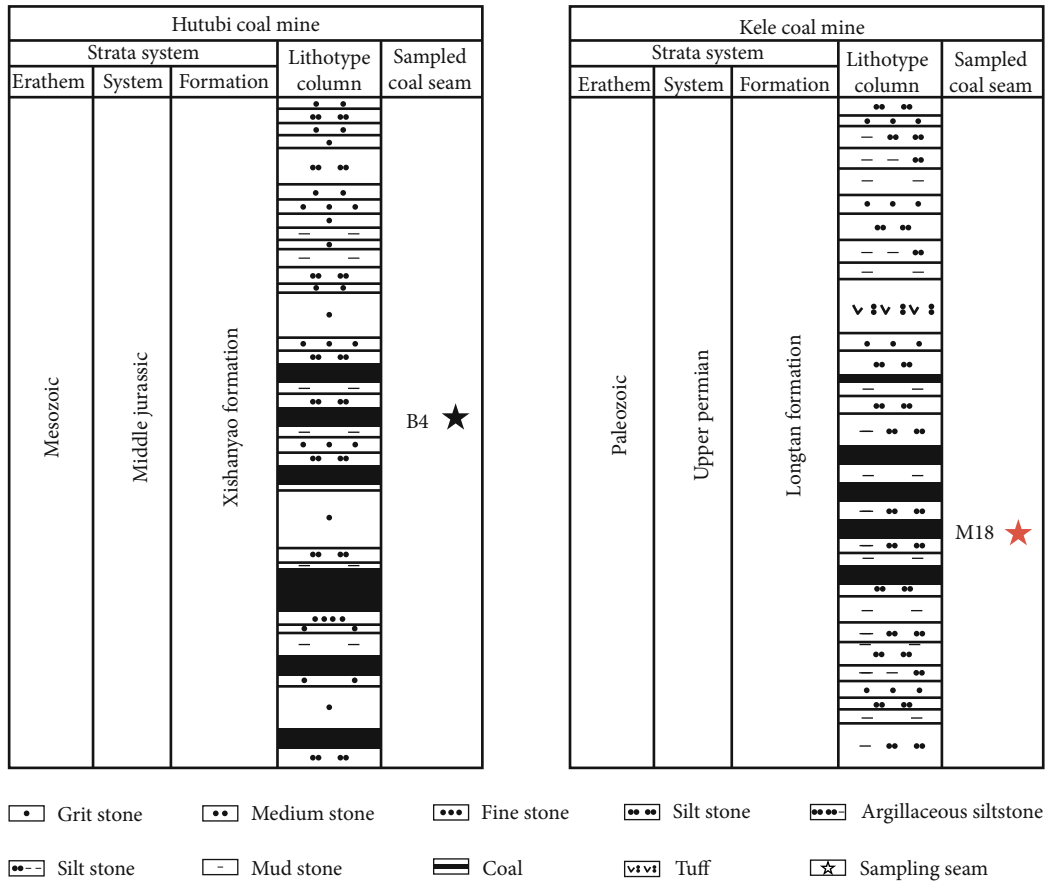 Hutubi coal mine
Strata system
Lithotype column
Sampled coal seam
Erathem
System
Formation
Mesozoic
Middle jurassic
Xishanyao formation
B4
Kele coal mine
Strata system
Lithotype column
Sampled coal seam
Erathem
System
Formation
Paleozoic
Upper permian
Longtan formation
M18
Grit stone
Medium stone
Fine stone
Silt stone
Argillaceous siltstone
Silt stone
Mud stone
Coal
Tuff
Sampling seam